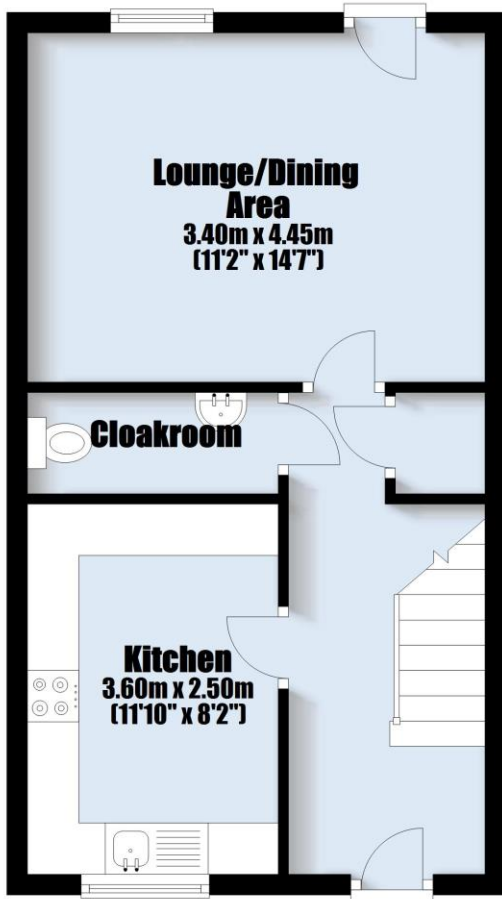 Lounge/Dining
Area
3.40m x 4.45m
(11'2" x 14'7")
Cloakroom
Kitchen
3.60m x 2.50m
(11'10" x 8'2")